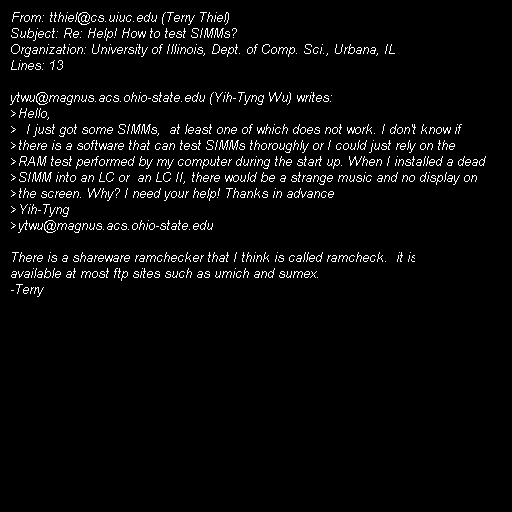 From: tthiel@cs.uiuc.edu (Terry Thiel)
Subject: Re: Help! How to test SIMMs?
Organization: University of Illinois, Dept. of Comp. Sci., Urbana, IL
Lines: 13

ytwu@magnus.acs.ohio-state.edu (Yih-Tyng Wu) writes:
>Hello,
>  I just got some SIMMs,  at least one of which does not work. I don't know if
>there is a software that can test SIMMs thoroughly or I could just rely on the
>RAM test performed by my computer during the start up. When I installed a dead
>SIMM into an LC or  an LC II, there would be a strange music and no display on
>the screen. Why? I need your help! Thanks in advance
>Yih-Tyng
>ytwu@magnus.acs.ohio-state.edu

There is a shareware ramchecker that I think is called ramcheck.  it is
available at most ftp sites such as umich and sumex.
-Terry